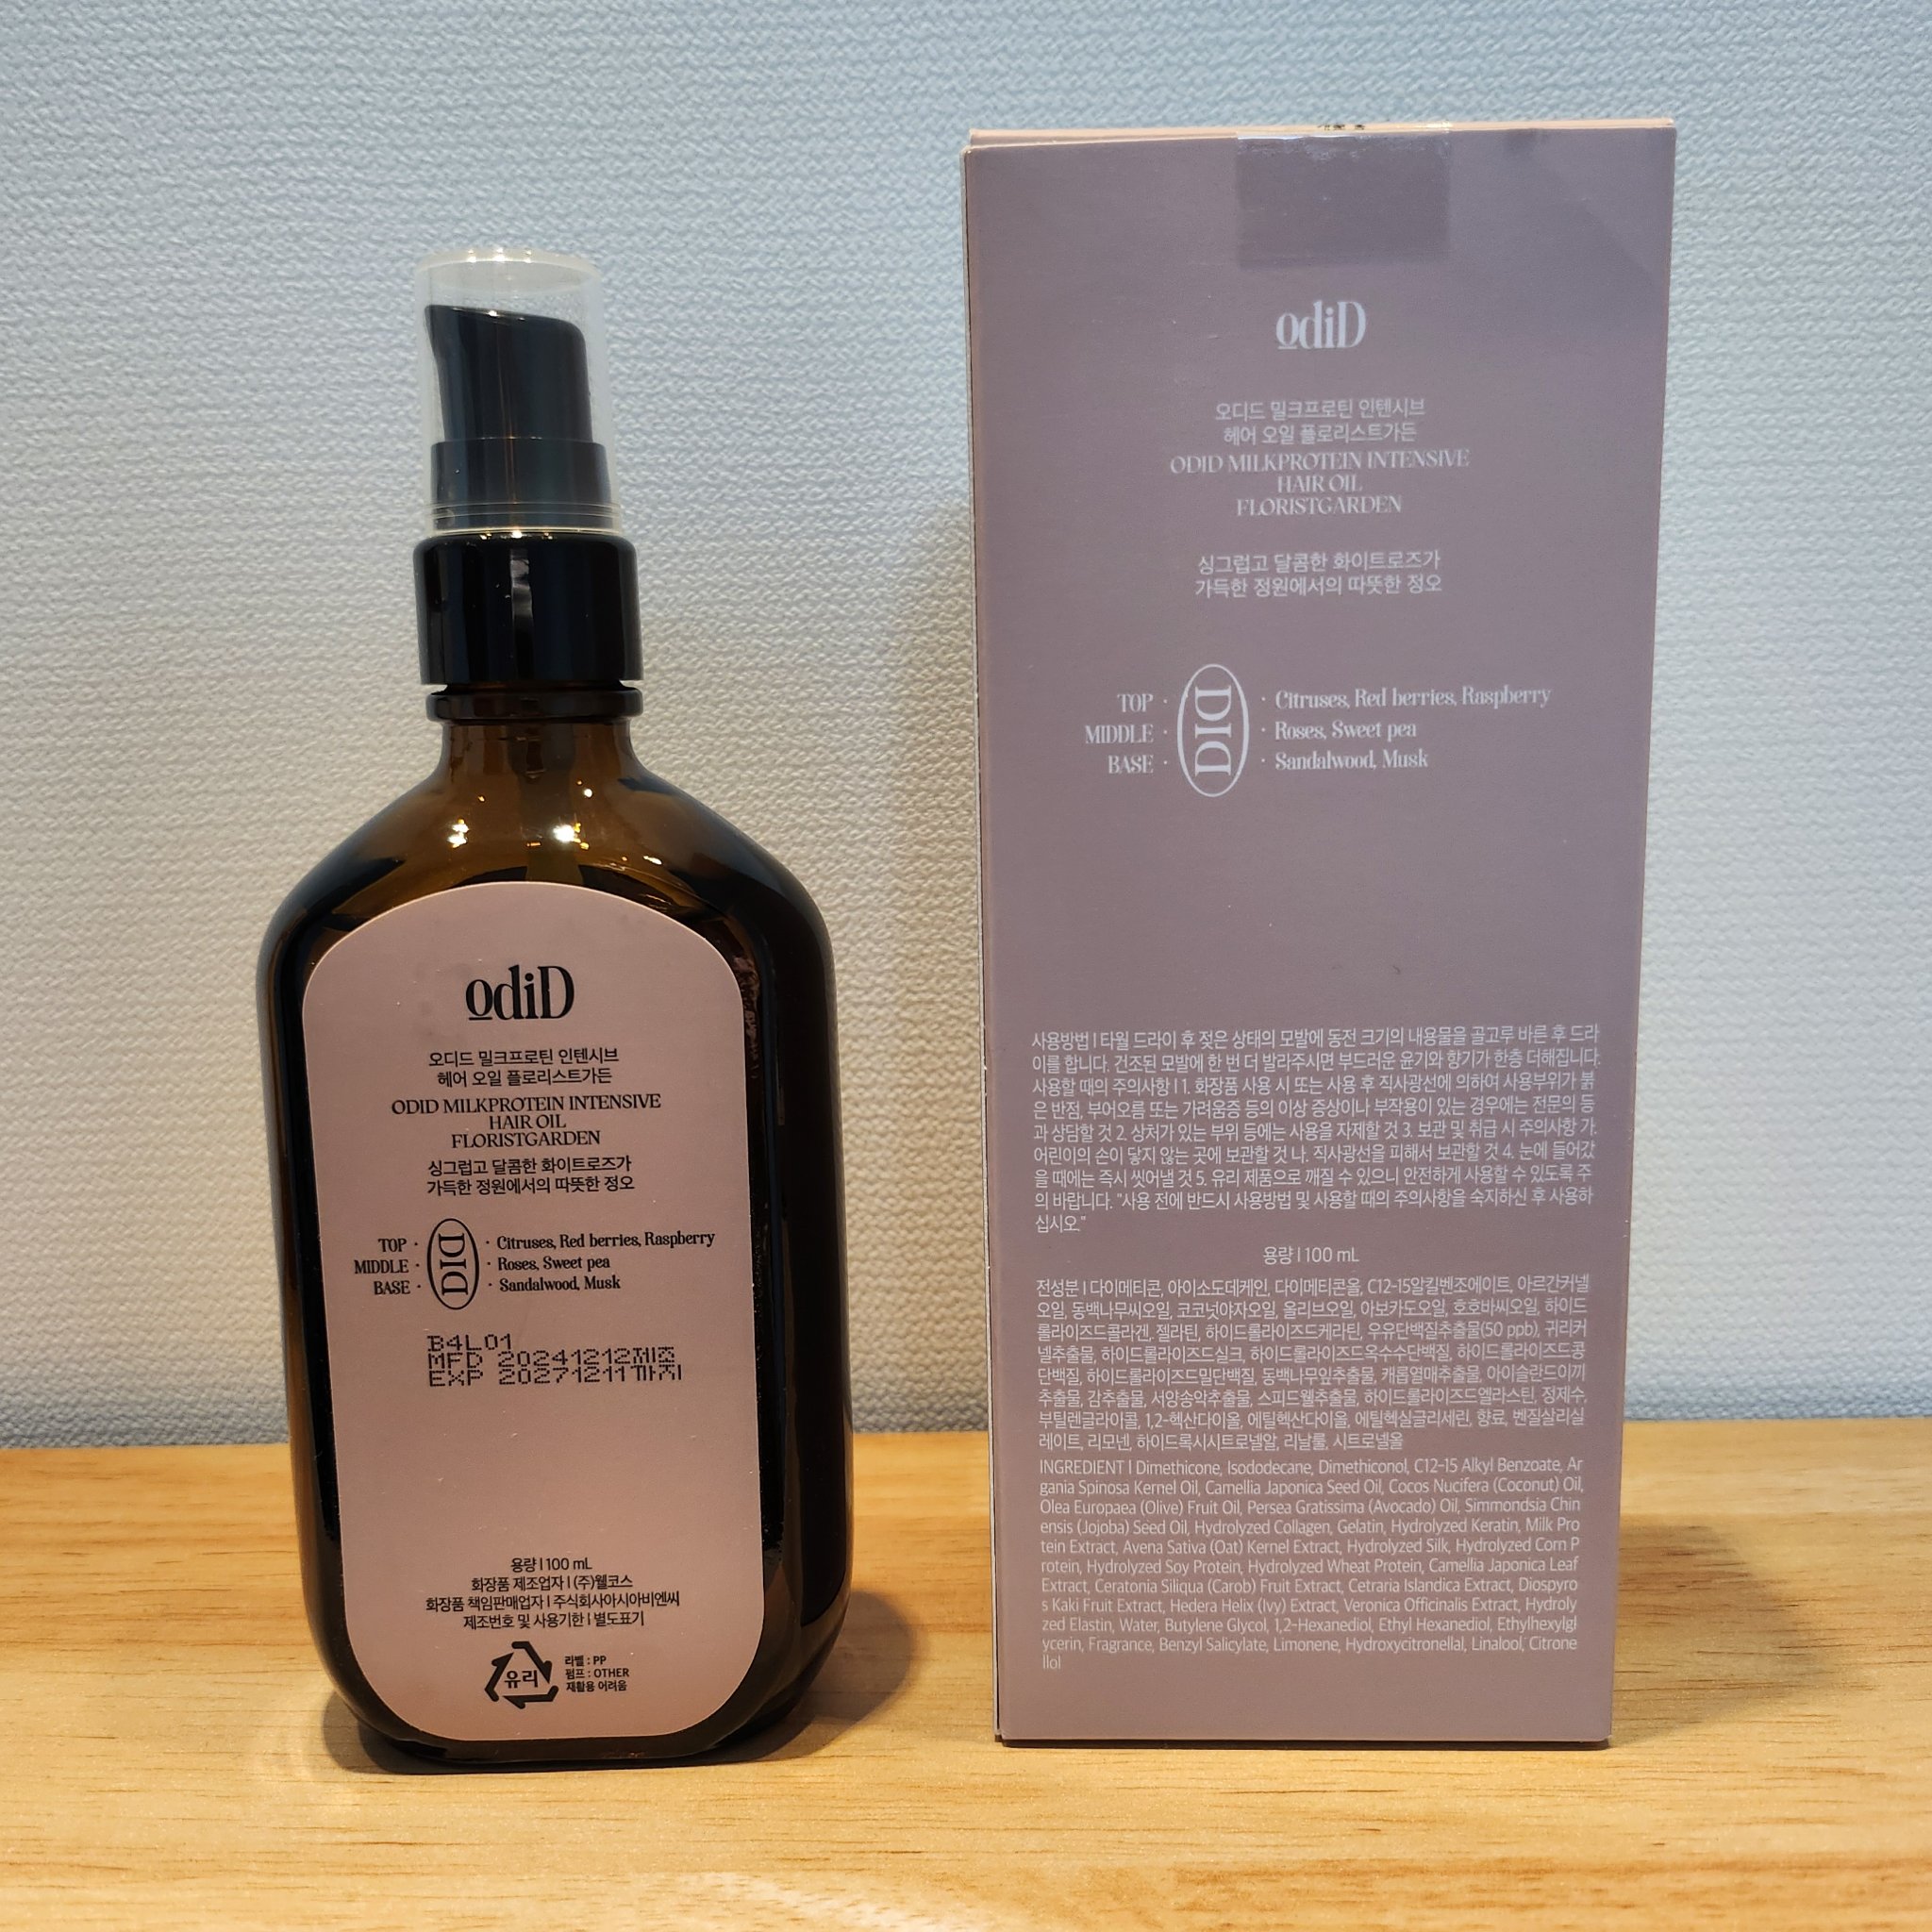 odiD
오디드 밀크프로틴 인텐시브
헤어 오일 플로리스트가든
ODID MILKPROTEIN INTENSIVE
HAIR OIL
FLORISTGARDEN
싱그럽고 달콤한 화이트로즈가
가득한 정원에서의 따뜻한 정오
TOP · Citruses, Red berries, Raspberry
MIDDLE · Roses, Sweet pea
BASE · Sandalwood, Musk
DID
B4L01
MFD 20241212제조
EXP 20271211까지
용량 | 100 mL
화장품 제조업자 | (주)웰코스
화장품 책임판매업자 | 주식회사아시아비엔씨
제조번호 및 사용기한 | 별도표기
유리
라벨 : PP
펌프 : OTHER
재활용 어려움
odiD
오디드 밀크프로틴 인텐시브
헤어 오일 플로리스트가든
ODID MILKPROTEIN INTENSIVE
HAIR OIL
FLORISTGARDEN
싱그럽고 달콤한 화이트로즈가
가득한 정원에서의 따뜻한 정오
TOP · Citruses, Red berries, Raspberry
MIDDLE · Roses, Sweet pea
BASE · Sandalwood, Musk
DID
사용방법 | 타월 드라이 후 젖은 상태의 모발에 동전 크기의 내용물을 골고루 바른 후 드라
이를 합니다. 건조된 모발에 한 번 더 발라주시면 부드러운 윤기와 향기가 한층 더해집니다.
사용할 때의 주의사항 | 1. 화장품 사용 시 또는 사용 후 직사광선에 의하여 사용부위가 붉
은 반점, 부어오름 또는 가려움증 등의 이상 증상이나 부작용이 있는 경우에는 전문의 등
과 상담할 것 2. 상처가 있는 부위 등에는 사용을 자제할 것 3. 보관 및 취급 시 주의사항 가.
어린이의 손이 닿지 않는 곳에 보관할 것 나. 직사광선을 피해서 보관할 것 4. 눈에 들어갔
을 때에는 즉시 씻어낼 것 5. 유리 제품으로 깨질 수 있으니 안전하게 사용할 수 있도록 주
의 바랍니다. "사용 전에 반드시 사용방법 및 사용할 때의 주의사항을 숙지하신 후 사용하
십시오."
용량 | 100 mL
전성분 | 다이메티콘, 아이소도데케인, 다이메티콘올, C12-15알킬벤조에이트, 아르간커넬
오일, 동백나무씨오일, 코코넛야자오일, 올리브오일, 아보카도오일, 호호바씨오일, 하이드
롤라이즈드콜라겐, 젤라틴, 하이드롤라이즈드케라틴, 우유단백질추출물(50 ppb), 귀리커
넬추출물, 하이드롤라이즈드실크, 하이드롤라이즈드옥수수단백질, 하이드롤라이즈드콩
단백질, 하이드롤라이즈드밀단백질, 동백나무잎추출물, 캐롭열매추출물, 아이슬란드이끼
추출물, 감추출물, 서양송악추출물, 스피드웰추출물, 하이드롤라이즈드엘라스틴, 정제수,
부틸렌글라이콜, 1,2-헥산다이올, 에틸헥산다이올, 에틸헥실글리세린, 향료, 벤질살리실
레이트, 리모넨, 하이드록시시트로넬알, 리날룰, 시트로넬올
INGREDIENT | Dimethicone, Isododecane, Dimethiconol, C12-15 Alkyl Benzoate, Ar
gania Spinosa Kernel Oil, Camellia Japonica Seed Oil, Cocos Nucifera (Coconut) Oil,
Olea Europaea (Olive) Fruit Oil, Persea Gratissima (Avocado) Oil, Simmondsia Chin
ensis (Jojoba) Seed Oil, Hydrolyzed Collagen, Gelatin, Hydrolyzed Keratin, Milk Pro
tein Extract, Avena Sativa (Oat) Kernel Extract, Hydrolyzed Silk, Hydrolyzed Corn P
rotein, Hydrolyzed Soy Protein, Hydrolyzed Wheat Protein, Camellia Japonica Leaf
Extract, Ceratonia Siliqua (Carob) Fruit Extract, Cetraria Islandica Extract, Diospyro
s Kaki Fruit Extract, Hedera Helix (Ivy) Extract, Veronica Officinalis Extract, Hydroly
zed Elastin, Water, Butylene Glycol, 1,2-Hexanediol, Ethyl Hexanediol, Ethylhexylgl
ycerin, Fragrance, Benzyl Salicylate, Limonene, Hydroxycitronellal, Linalool, Citrone
llol